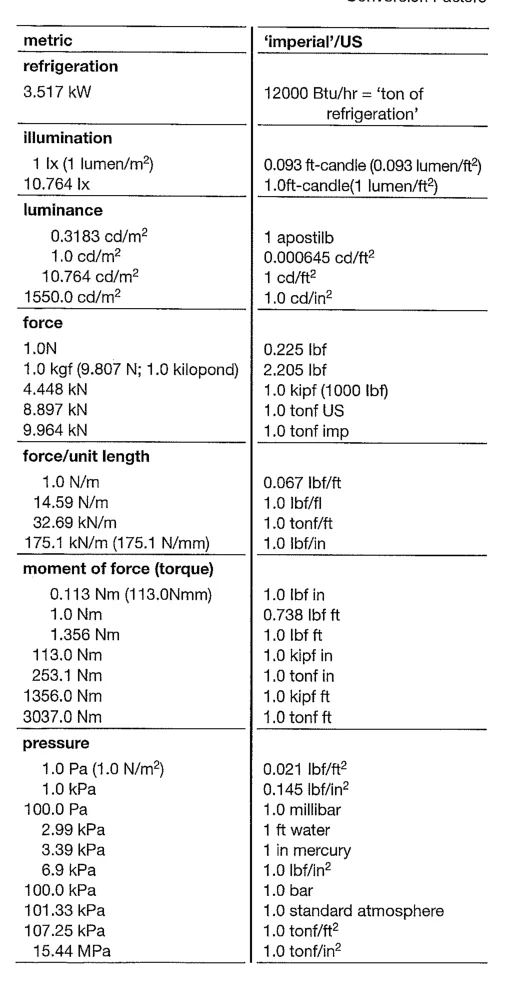 metric 'imperial'/US
refrigeration
3.517 kW 12000 Btu/hr = 'ton of
refrigeration'
illumination
1 lx (1 lumen/m²) 0.093 ft-candle (0.093 lumen/ft²)
10.764 lx 1.0ft-candle(1 lumen/ft²)
luminance
0.3183 cd/m² 1 apostilb
1.0 cd/m² 0.000645 cd/ft²
10.764 cd/m² 1 cd/ft²
1550.0 cd/m² 1.0 cd/in²
force
1.0N 0.225 lbf
1.0 kgf (9.807 N; 1.0 kilopond) 2.205 lbf
4.448 kN 1.0 kipf (1000 lbf)
8.897 kN 1.0 tonf US
9.964 kN 1.0 tonf imp
force/unit length
1.0 N/m 0.067 lbf/ft
14.59 N/m 1.0 lbf/fl
32.69 kN/m 1.0 tonf/ft
175.1 kN/m (175.1 N/mm) 1.0 lbf/in
moment of force (torque)
0.113 Nm (113.0Nmm) 1.0 lbf in
1.0 Nm 0.738 lbf ft
1.356 Nm 1.0 lbf ft
113.0 Nm 1.0 kipf in
253.1 Nm 1.0 tonf in
1356.0 Nm 1.0 kipf ft
3037.0 Nm 1.0 tonf ft
pressure
1.0 Pa (1.0 N/m²) 0.021 lbf/ft²
1.0 kPa 0.145 lbf/in²
100.0 Pa 1.0 millibar
2.99 kPa 1 ft water
3.39 kPa 1 in mercury
6.9 kPa 1.0 lbf/in²
100.0 kPa 1.0 bar
101.33 kPa 1.0 standard atmosphere
107.25 kPa 1.0 tonf/ft²
15.44 MPa 1.0 tonf/in²